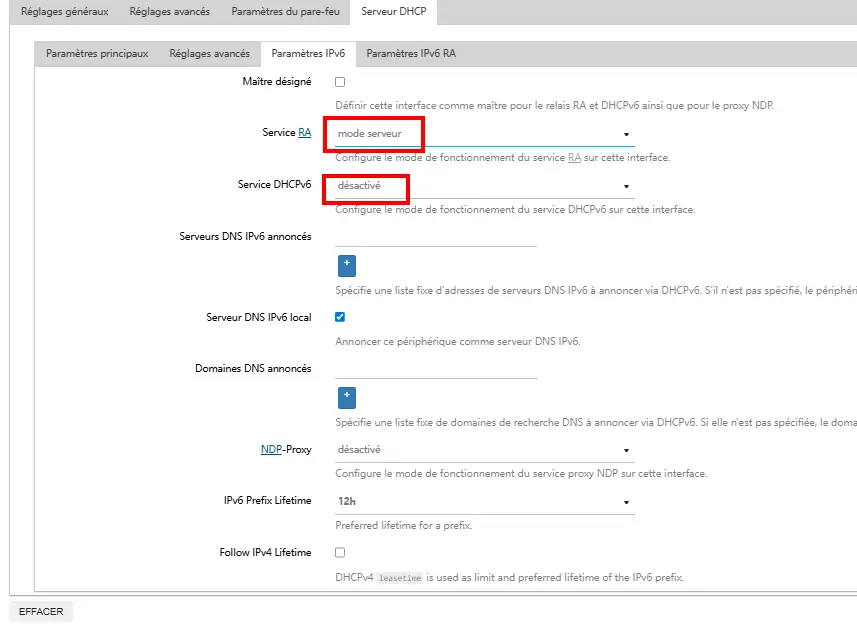 Réglages généraux Réglages avancés Paramètres du pare-feu Serveur DHCP
Paramètres principaux Réglages avancés Paramètres IPv6 Paramètres IPv6 RA
Maître désigné
Définir cette interface comme maître pour le relais RA et DHCPv6 ainsi que pour le proxy NDP.
Service RA mode serveur
Configure le mode de fonctionnement du service RA sur cette interface.
Service DHCPv6 désactivé
Configure le mode de fonctionnement du service DHCPv6 sur cette interface.
Serveurs DNS IPv6 annoncés
+
Spécifie une liste fixe d'adresses de serveurs DNS IPv6 à annoncer via DHCPv6. S'il n'est pas spécifié, le périphéri
Serveur DNS IPv6 local
Annoncer ce périphérique comme serveur DNS IPv6.
Domaines DNS annoncés
+
Spécifie une liste fixe de domaines de recherche DNS à annoncer via DHCPv6. Si elle n'est pas spécifiée, le doma
NDP-Proxy désactivé
Configure le mode de fonctionnement du service proxy NDP sur cette interface.
IPv6 Prefix Lifetime 12h
Preferred lifetime for a prefix.
Follow IPv4 Lifetime
DHCPv4 leasetime is used as limit and preferred lifetime of the IPv6 prefix.
EFFACER